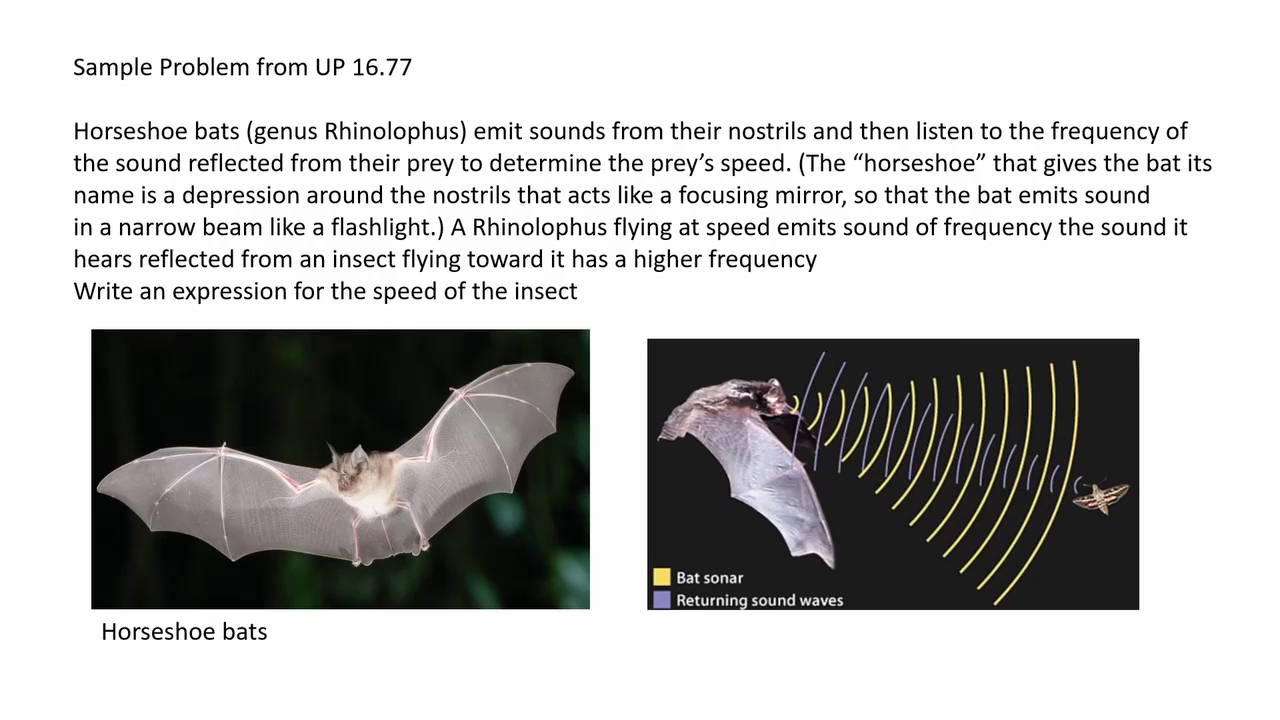 Sample Problem from UP 16.77
Horseshoe bats (genus Rhinolophus) emit sounds from their nostrils and then listen to the frequency of
the sound reflected from their prey to determine the prey’s speed. (The “horseshoe” that gives the bat its
name is a depression around the nostrils that acts like a focusing mirror, so that the bat emits sound
in a narrow beam like a flashlight.) A Rhinolophus flying at speed emits sound of frequency the sound it
hears reflected from an insect flying toward it has a higher frequency
Write an expression for the speed of the insect
Bat sonar
Returning sound waves
Horseshoe bats